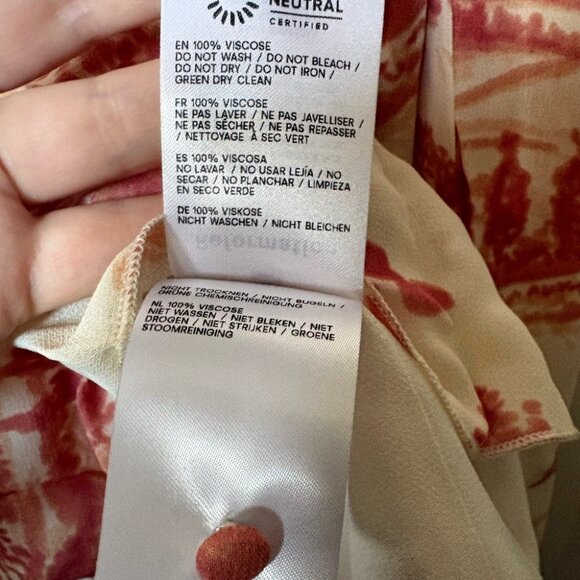 NEUTRAL
CERTIFIED
EN 100% VISCOSE
DO NOT WASH / DO NOT BLEACH /
DO NOT DRY / DO NOT IRON /
GREEN DRY CLEAN
FR 100% VISCOSE
NE PAS LAVER / NE PAS JAVELLISER /
NE PAS SÉCHER / NE PAS REPASSER
/ NETTOYAGE À SEC VERT
ES 100% VISCOSA
NO LAVAR / NO USAR LEJÍA / NO
SECAR / NO PLANCHAR / LIMPIEZA
EN SECO VERDE
DE 100% VISKOSE
NICHT WASCHEN / NICHT BLEICHEN
Reformation
NICHT TROCKNEN / NICHT BUGELN /
GRÜNE CHEMISCHREINIGUNG
NL 100% VISCOSE
NIET WASSEN / NIET BLEKEN / NIET
DROGEN / NIET STRIJKEN / GROENE
STOOMREINIGING